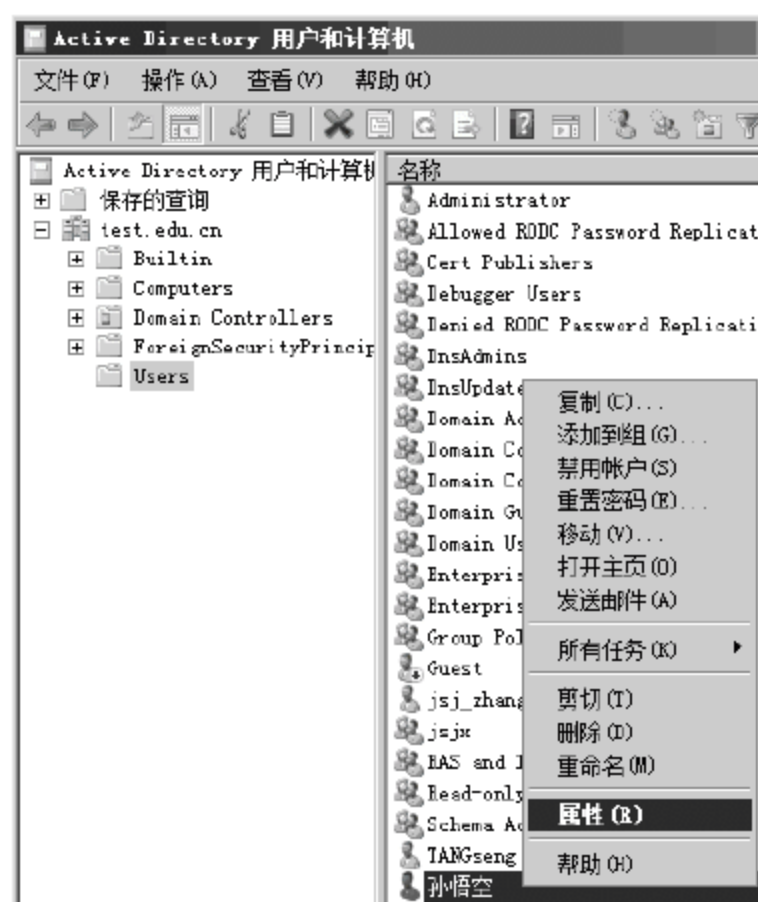 Active Directory 用户和计算机
文件(F) 操作(A) 查看(V) 帮助(H)
Active Directory 用户和计算机
保存的查询
test.edu.cn
Builtin
Computers
Domain Controllers
ForeignSecurityPrincip
Users
名称
Administrator
Allowed RODC Password Replicat
Cert Publishers
Debugger Users
Denied RODC Password Replicati
DnsAdmins
DnsUpdate
Domain Ad
Domain Co
Domain Co
Domain Gu
Domain Us
Enterpris
Enterpris
Group Pol
Guest
jsj_zhang
jsjx
RAS and I
Read-only
Schema Ad
TANGseng
孙悟空
复制(C)...
添加到组(G)...
禁用帐户(S)
重置密码(E)...
移动(V)...
打开主页(O)
发送邮件(A)
所有任务(K)
剪切(T)
删除(D)
重命名(M)
属性(R)
帮助(H)